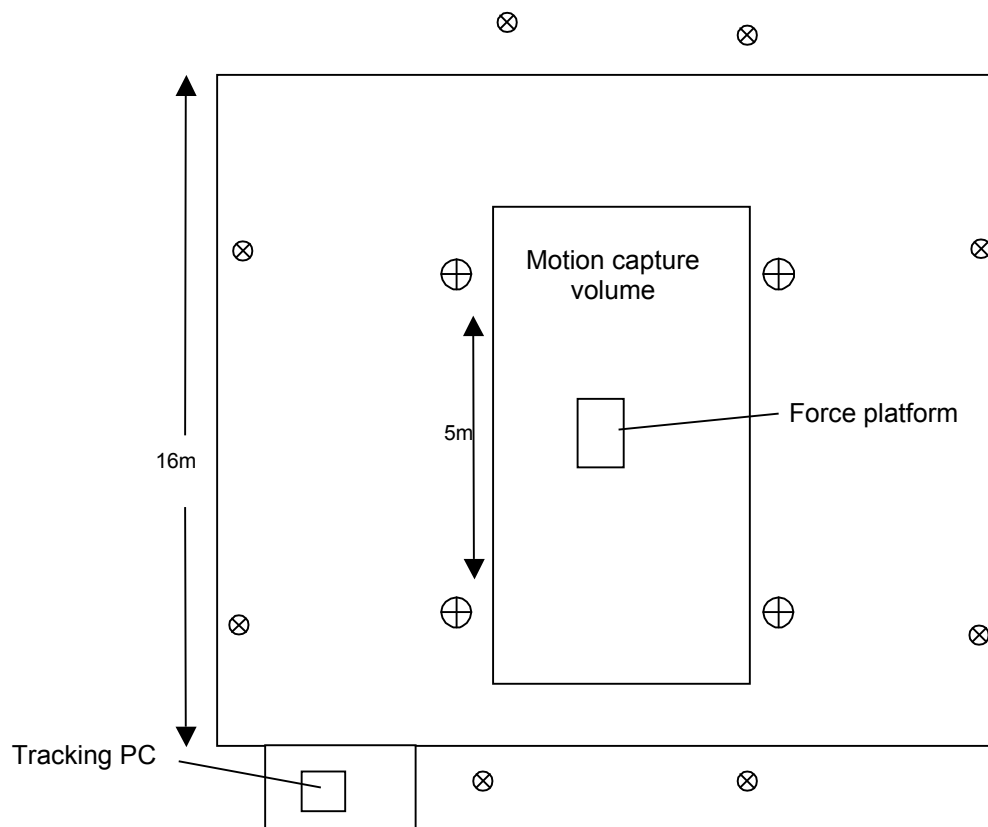 Motion capture
volume
Force platform
5m
16m
Tracking PC